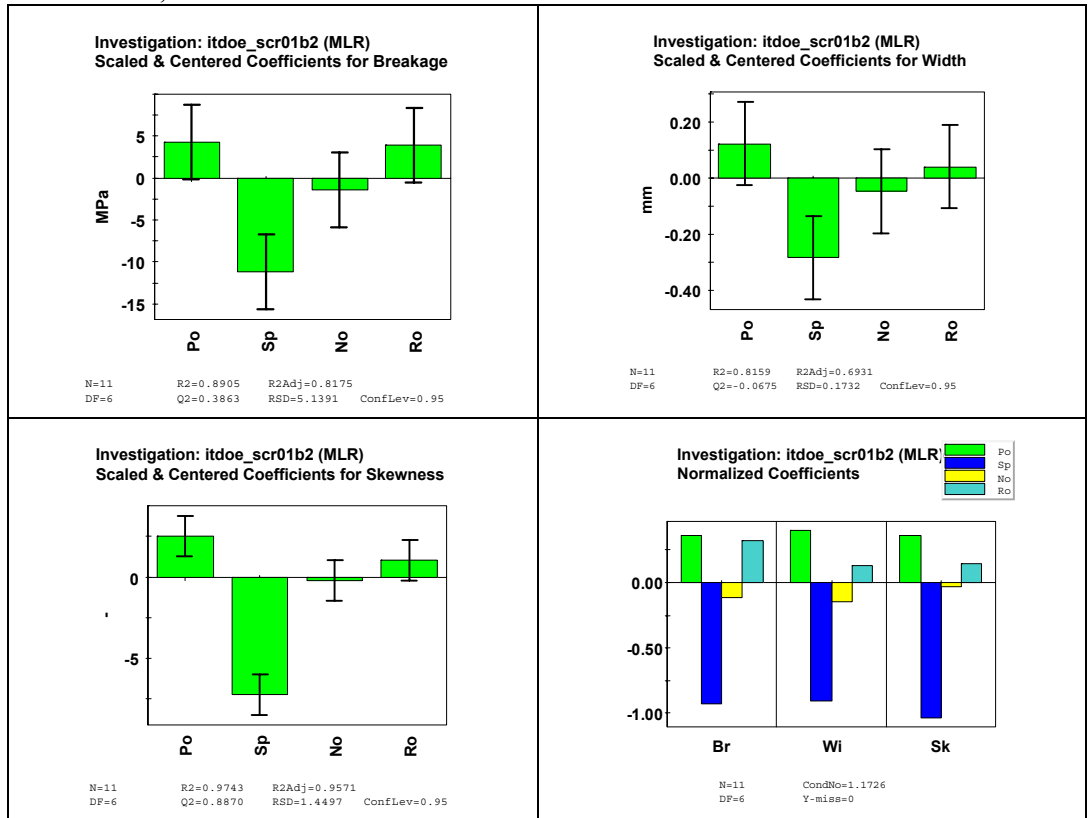 Investigation: itdoe_scr01b2 (MLR)
Scaled & Centered Coefficients for Breakage
5
0
-5
-10
-15
MPa
Po
Sp
No
Ro
N=11 R2=0.8905 R2Adj=0.8175
DF=6 Q2=0.3863 RSD=5.1391 ConfLev=0.95
Investigation: itdoe_scr01b2 (MLR)
Scaled & Centered Coefficients for Width
0.20
0.00
-0.20
-0.40
mm
Po
Sp
No
Ro
N=11 R2=0.8159 R2Adj=0.6931
DF=6 Q2=-0.0675 RSD=0.1732 ConfLev=0.95
Investigation: itdoe_scr01b2 (MLR)
Scaled & Centered Coefficients for Skewness
0
-5
-
Po
Sp
No
Ro
N=11 R2=0.9743 R2Adj=0.9571
DF=6 Q2=0.8870 RSD=1.4497 ConfLev=0.95
Investigation: itdoe_scr01b2 (MLR)
Normalized Coefficients
Po
Sp
No
Ro
0.00
-0.50
-1.00
Br Wi Sk
N=11 CondNo=1.1726
DF=6 Y-miss=0